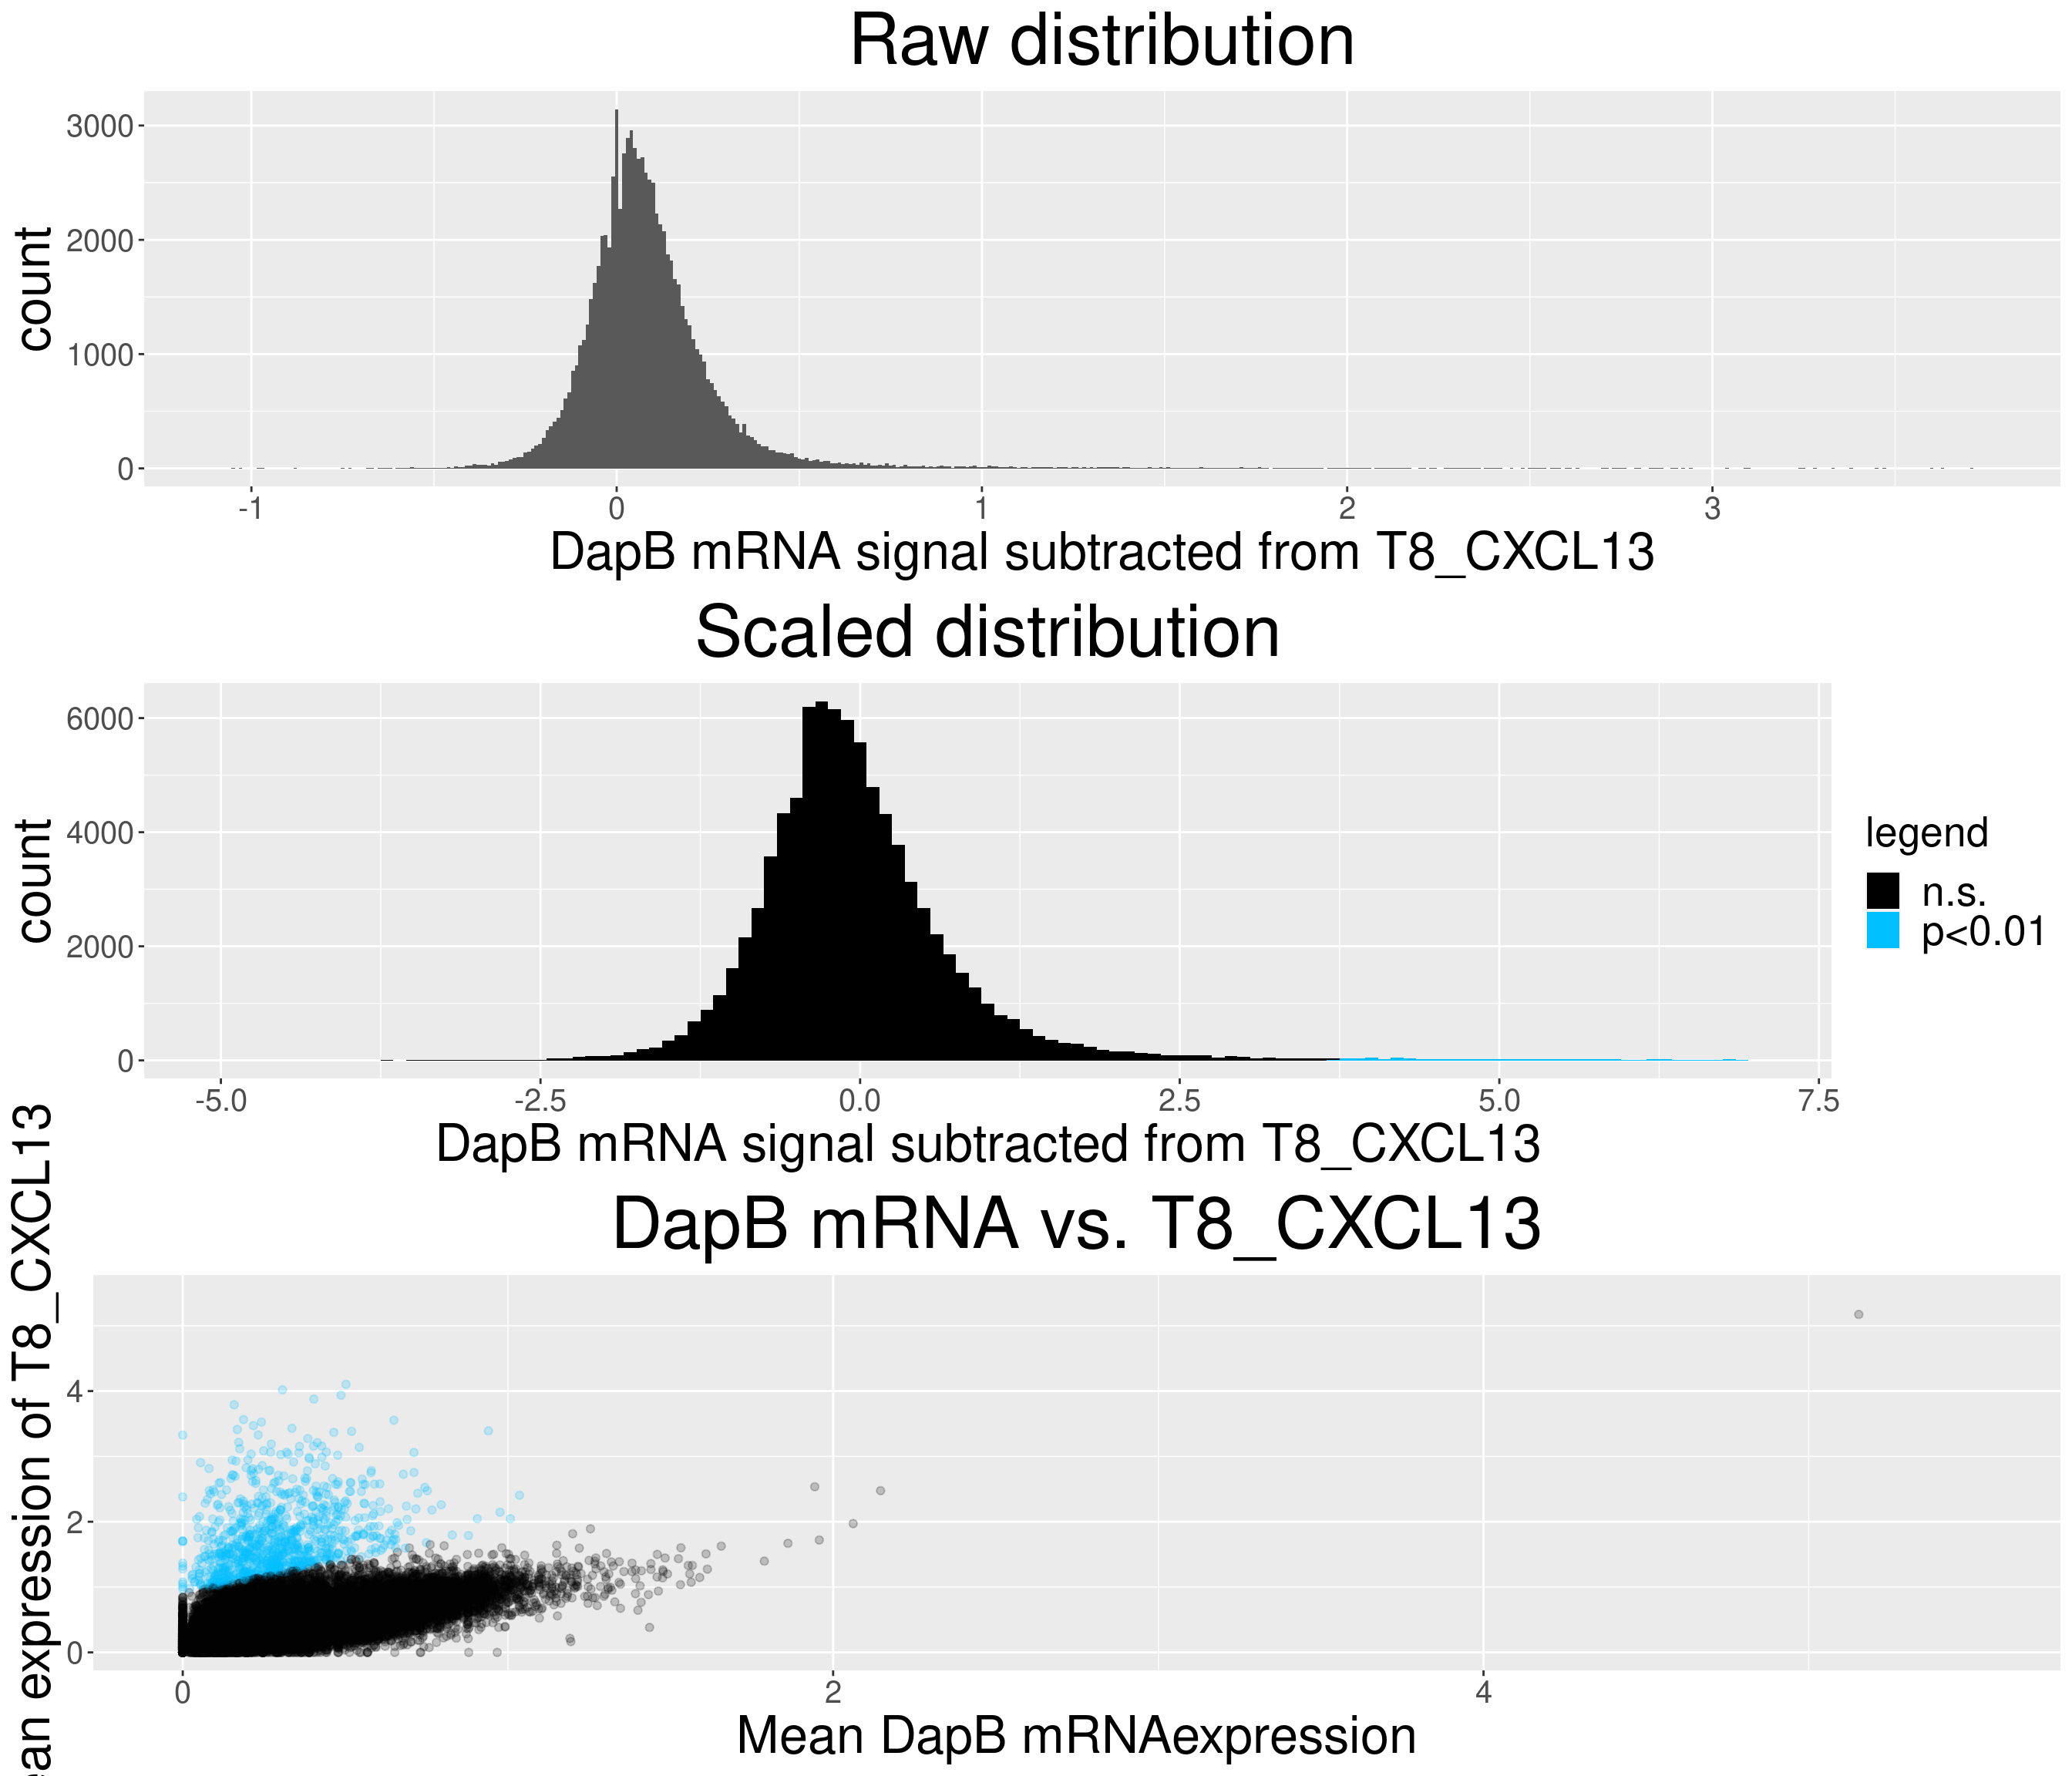 Raw distribution
3000
2000
1000
0
count
-1 0 1 2 3
DapB mRNA signal subtracted from T8_CXCL13
Scaled distribution
6000
4000
2000
0
count
-5.0 -2.5 0.0 2.5 5.0 7.5
DapB mRNA signal subtracted from T8_CXCL13
legend
n.s.
p<0.01
DapB mRNA vs. T8_CXCL13
4
2
0
expression of T8_CXCL13
0 2 4
Mean DapB mRNAexpression